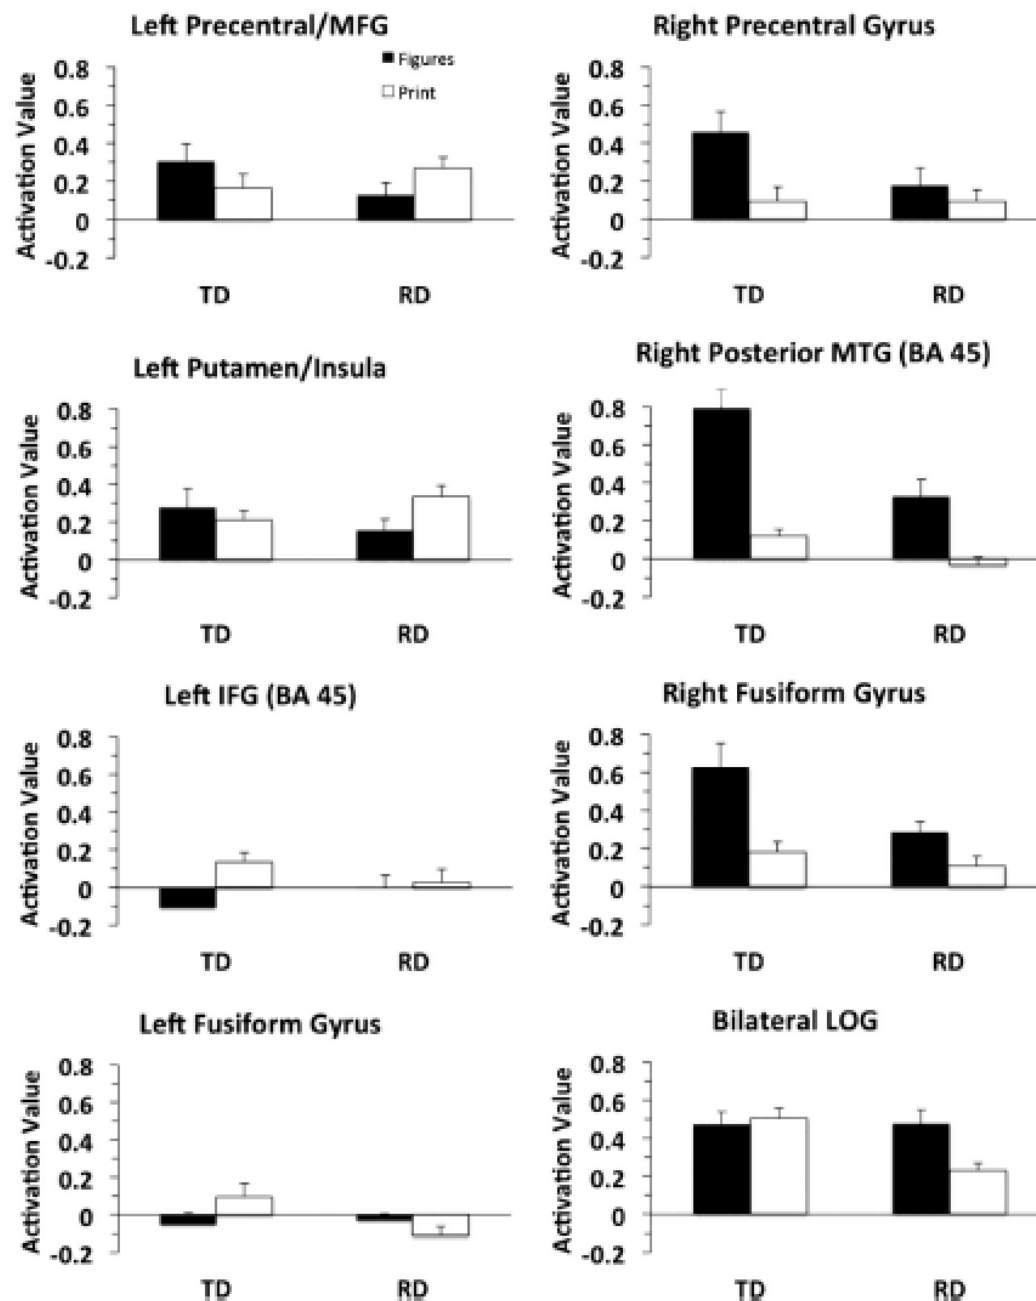 Left Precentral/MFG
Figures
Print
Activation Value
0.8
0.6
0.4
0.2
0
-0.2
TD RD
Right Precentral Gyrus
Activation Value
0.8
0.6
0.4
0.2
0
-0.2
TD RD
Left Putamen/Insula
Activation Value
0.8
0.6
0.4
0.2
0
-0.2
TD RD
Right Posterior MTG (BA 45)
Activation Value
0.8
0.6
0.4
0.2
0
-0.2
TD RD
Left IFG (BA 45)
Activation Value
0.8
0.6
0.4
0.2
0
-0.2
TD RD
Right Fusiform Gyrus
Activation Value
0.8
0.6
0.4
0.2
0
-0.2
TD RD
Left Fusiform Gyrus
Activation Value
0.8
0.6
0.4
0.2
0
-0.2
TD RD
Bilateral LOG
Activation Value
0.8
0.6
0.4
0.2
0
-0.2
TD RD